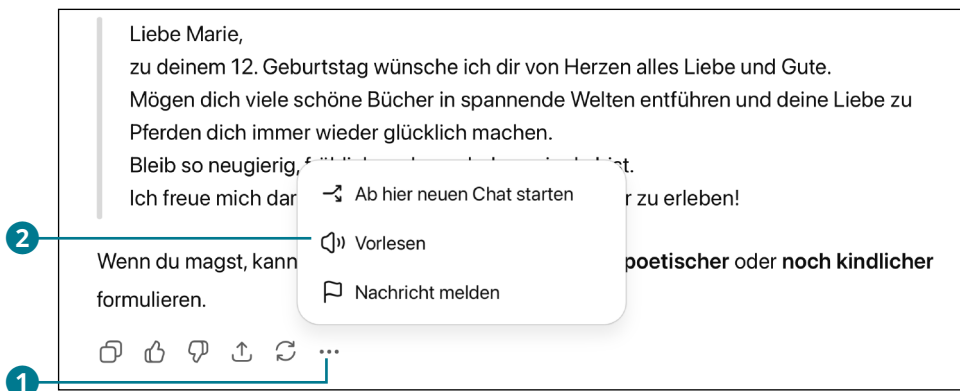 Liebe Marie,
zu deinem 12. Geburtstag wünsche ich dir von Herzen alles Liebe und Gute.
Mögen dich viele schöne Bücher in spannende Welten entführen und deine Liebe zu
Pferden dich immer wieder glücklich machen.
Bleib so neugierig,
Ich freue mich zu erleben!
Ab hier neuen Chat starten
2
Vorlesen
Wenn du magst, poetischer oder noch kindlicher
Nachricht melden
formulieren.
1